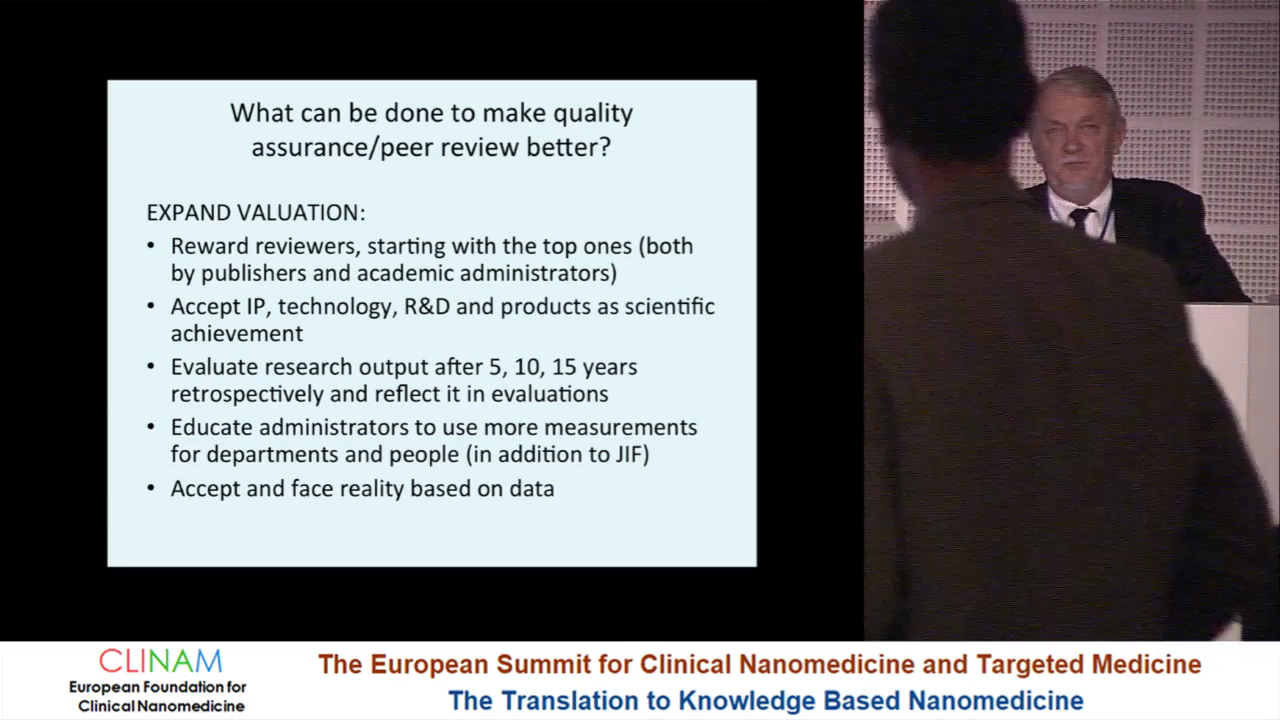 What can be done to make quality
assurance/peer review better?
EXPAND VALUATION:
• Reward reviewers, starting with the top ones (both
by publishers and academic administrators)
• Accept IP, technology, R&D and products as scientific
achievement
• Evaluate research output after 5, 10, 15 years
retrospectively and reflect it in evaluations
• Educate administrators to use more measurements
for departments and people (in addition to JIF)
• Accept and face reality based on data
CLINAM
European Foundation for
Clinical Nanomedicine
The European Summit for Clinical Nanomedicine and Targeted Medicine
The Translation to Knowledge Based Nanomedicine